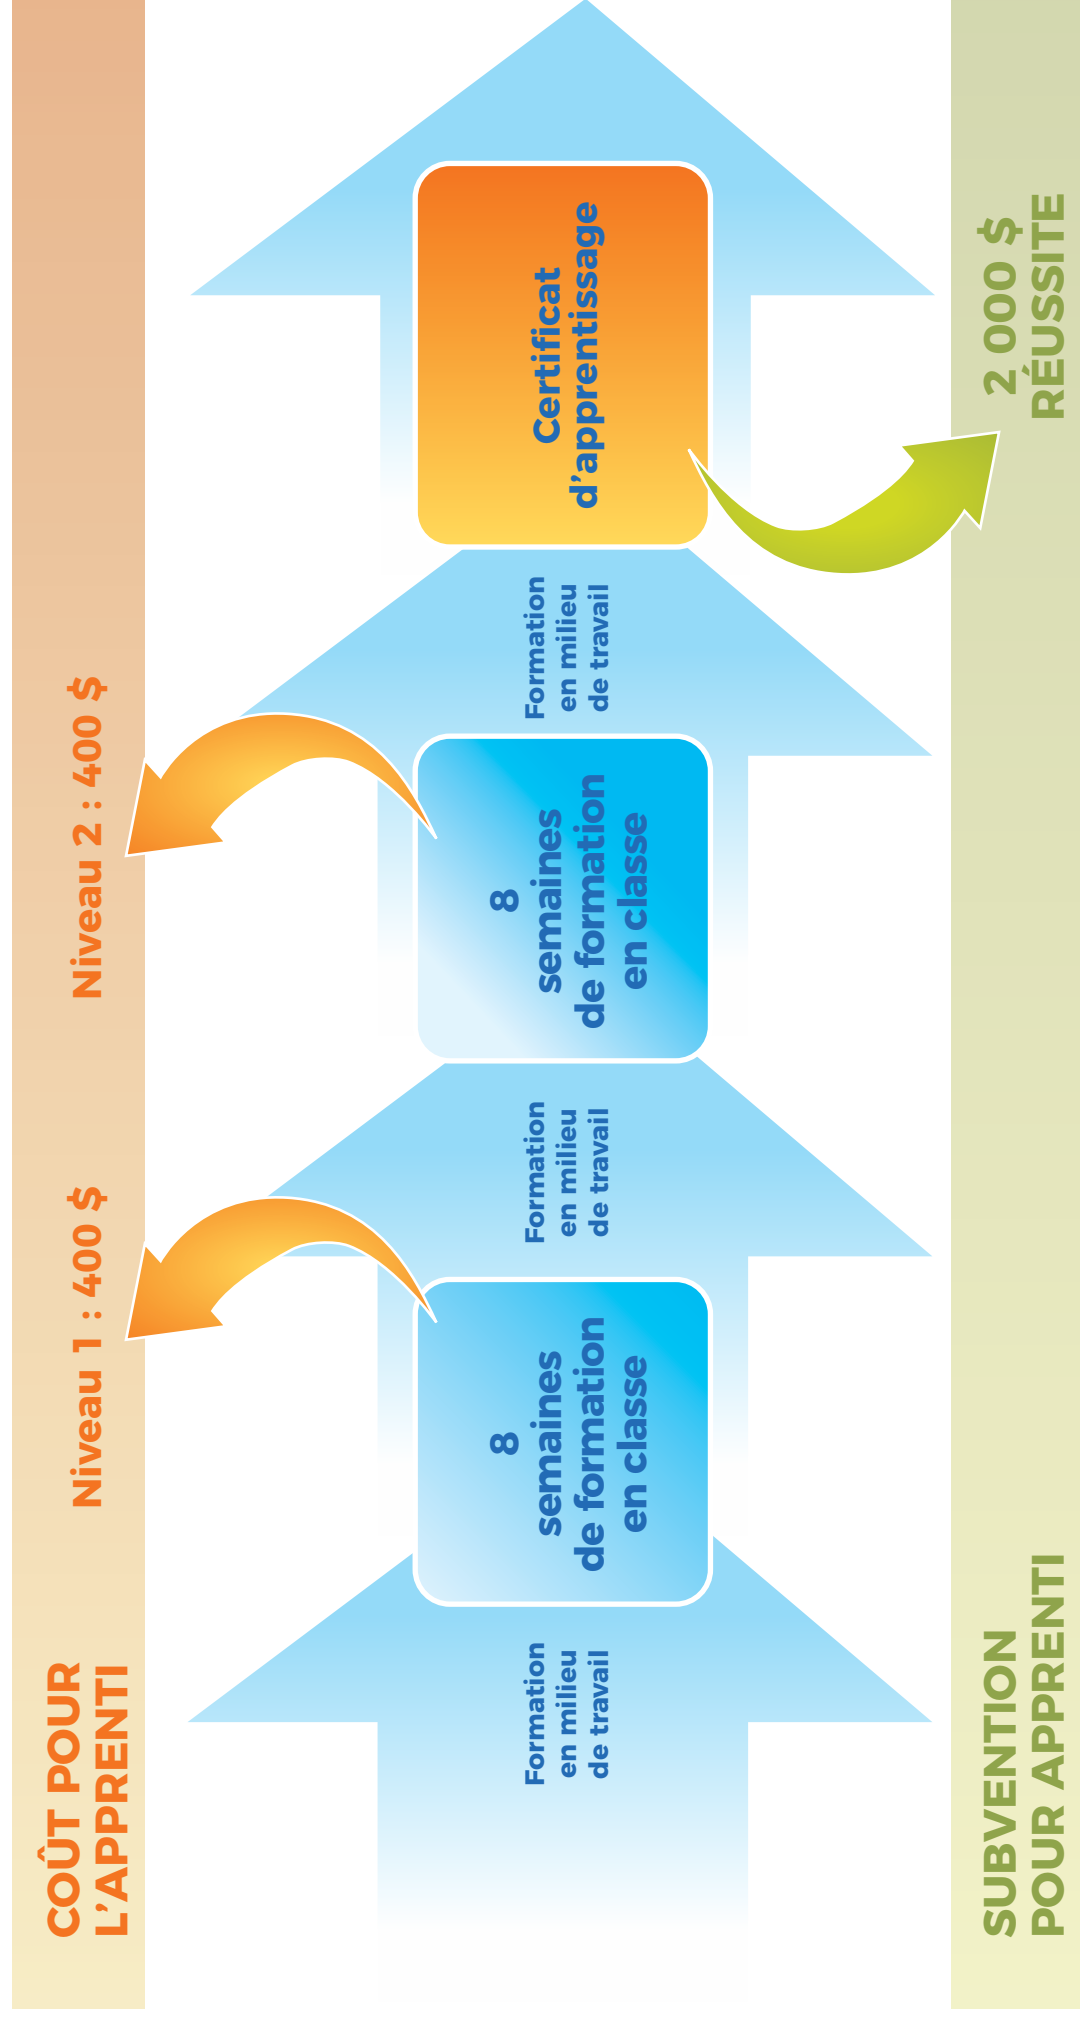 COÛT POUR
L’APPRENTI
Niveau 1 : 400 $
Niveau 2 : 400 $
Formation
en milieu
de travail
8
semaines
de formation
en classe
Formation
en milieu
de travail
8
semaines
de formation
en classe
Formation
en milieu
de travail
Certificat
d’apprentissage
SUBVENTION
POUR APPRENTI
2 000 $
RÉUSSITE